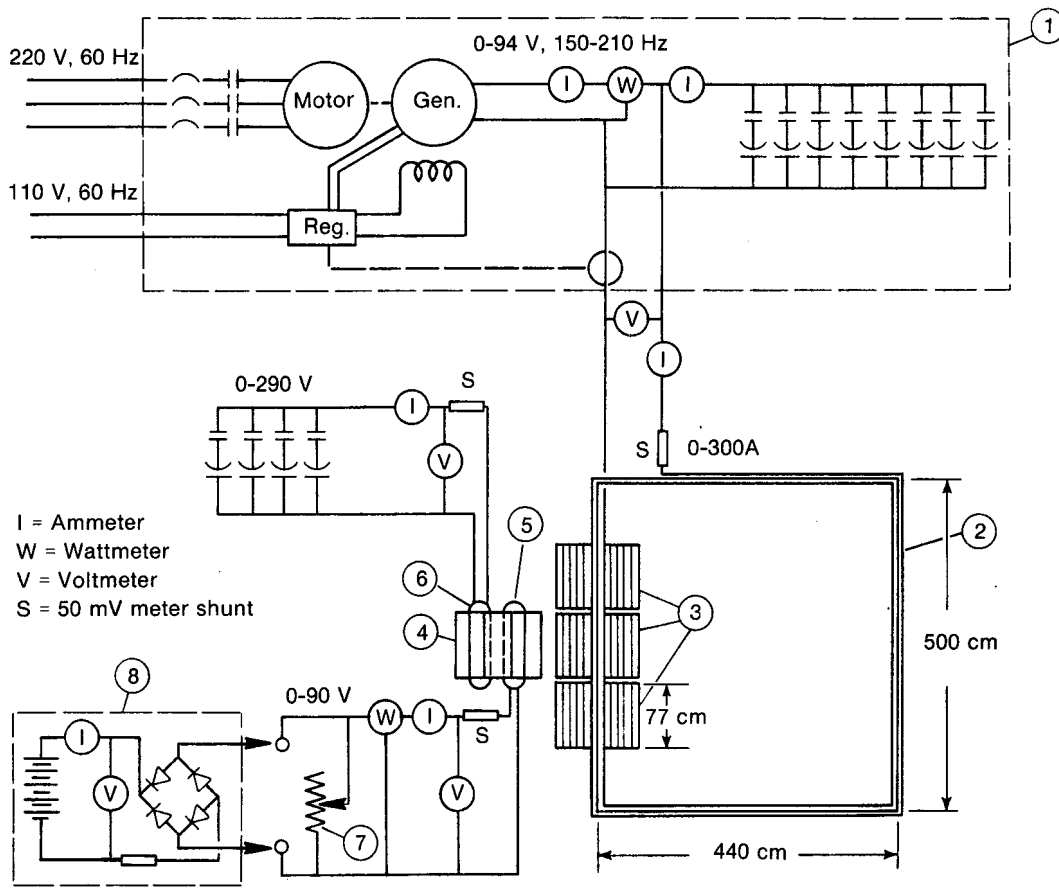 1
220 V, 60 Hz
0-94 V, 150-210 Hz
Motor
Gen.
I
W
I
110 V, 60 Hz
Reg.
V
I
S
0-300A
0-290 V
I
S
V
I = Ammeter
W = Wattmeter
V = Voltmeter
S = 50 mV meter shunt
6
5
4
2
3
500 cm
77 cm
440 cm
8
0-90 V
I
V
W
I
S
V
7